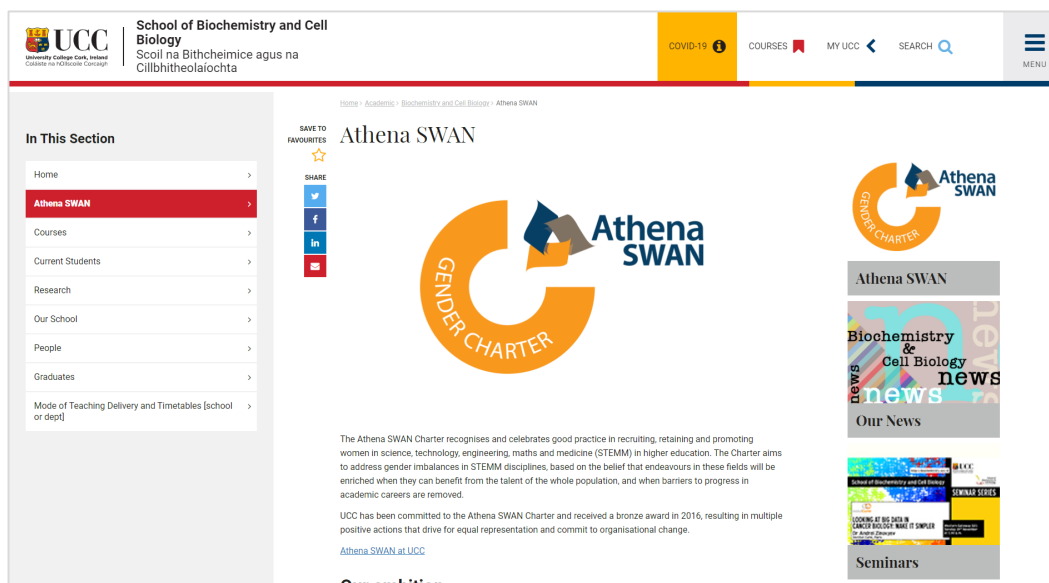 UCC
University College Cork, Ireland
Coláiste na hOllscoile Corcaigh
School of Biochemistry and Cell
Biology
Scoil na Bithcheimice agus na
Cillbhitheolaíochta
COVID-19
COURSES
MY UCC
SEARCH
MENU
Home > Academic > Biochemistry and Cell Biology > Athena SWAN
In This Section
Home
Athena SWAN
Courses
Current Students
Research
Our School
People
Graduates
Mode of Teaching Delivery and Timetables [school
or dept]
SAVE TO
FAVOURITES
SHARE
Athena SWAN
Athena
SWAN
GENDER CHARTER
The Athena SWAN Charter recognises and celebrates good practice in recruiting, retaining and promoting
women in science, technology, engineering, maths and medicine (STEMM) in higher education. The Charter aims
to address gender imbalances in STEMM disciplines, based on the belief that endeavours in these fields will be
enriched when they can benefit from the talent of the whole population, and when barriers to progress in
academic careers are removed.
UCC has been committed to the Athena SWAN Charter and received a bronze award in 2016, resulting in multiple
positive actions that drive for equal representation and commit to organisational change.
Athena SWAN at UCC
Our ambition
Athena
SWAN
GENDER CHARTER
Athena SWAN
Biochemistry
&
Cell Biology
news
news
news
news
Our News
UCC
School of Biochemistry and Cell Biology
SEMINAR SERIES
LOOKING AT BIG DATA IN
CANCER BIOLOGY: MAKE IT SIMPLER
Dr Andrei Zinovyev
Seminars